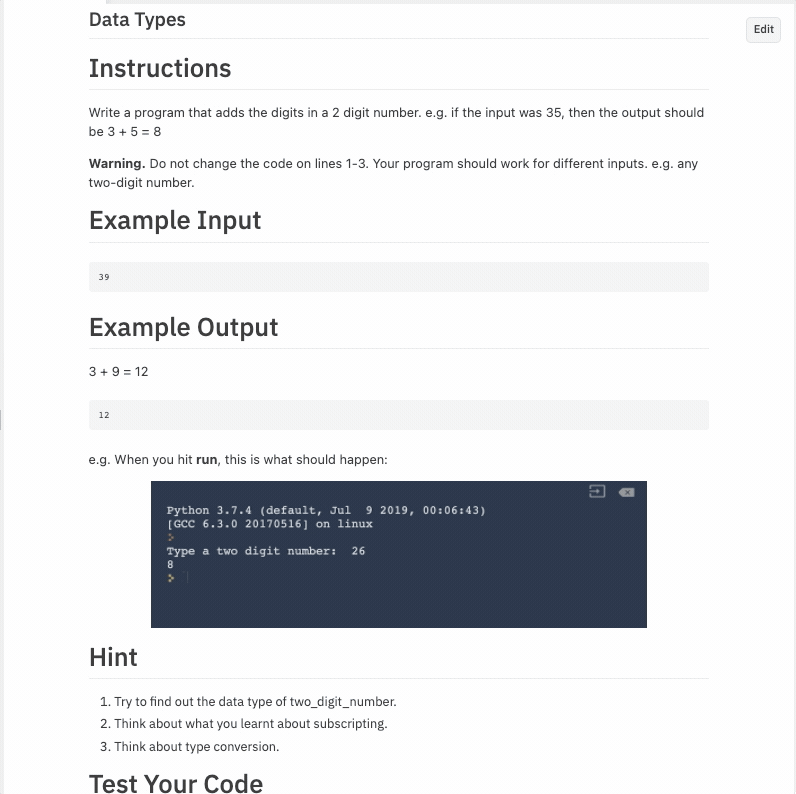 Data Types
Edit
Instructions
Write a program that adds the digits in a 2 digit number. e.g. if the input was 35, then the output should
be 3 + 5 = 8
Warning. Do not change the code on lines 1-3. Your program should work for different inputs. e.g. any
two-digit number.
Example Input
39
Example Output
3 + 9 = 12
12
e.g. When you hit run, this is what should happen:
Python 3.7.4 (default, Jul  9 2019, 00:06:43)
[GCC 6.3.0 20170516] on linux
>
Type a two digit number:  26
8
>
Hint
1. Try to find out the data type of two_digit_number.
2. Think about what you learnt about subscripting.
3. Think about type conversion.
Test Your Code